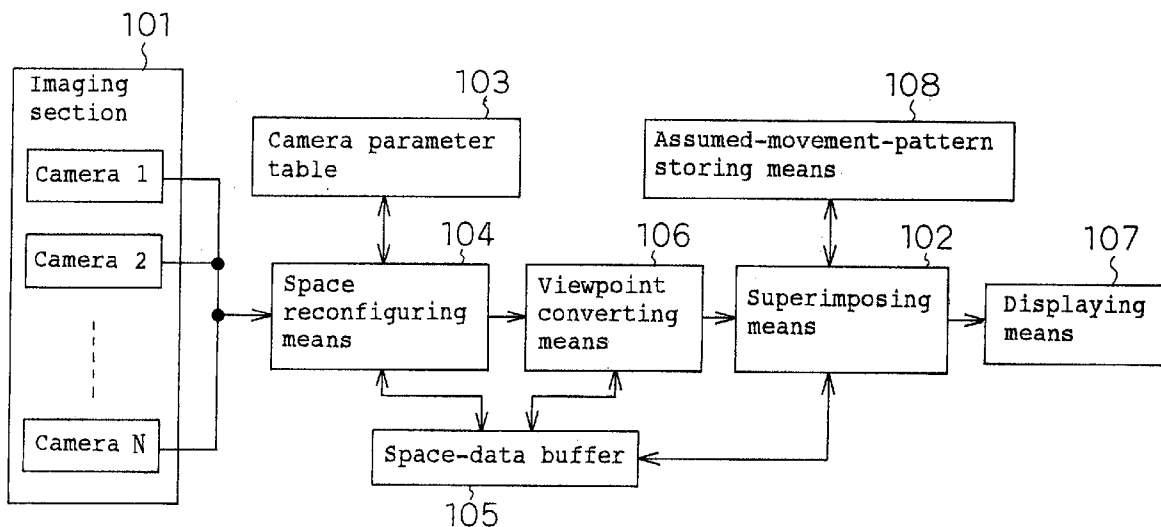 101
Imaging
section
Camera 1
Camera 2
Camera N
103
Camera parameter
table
108
Assumed-movement-pattern
storing means
104
Space
reconfiguring
means
106
Viewpoint
converting
means
102
Superimposing
means
107
Displaying
means
Space-data buffer
105